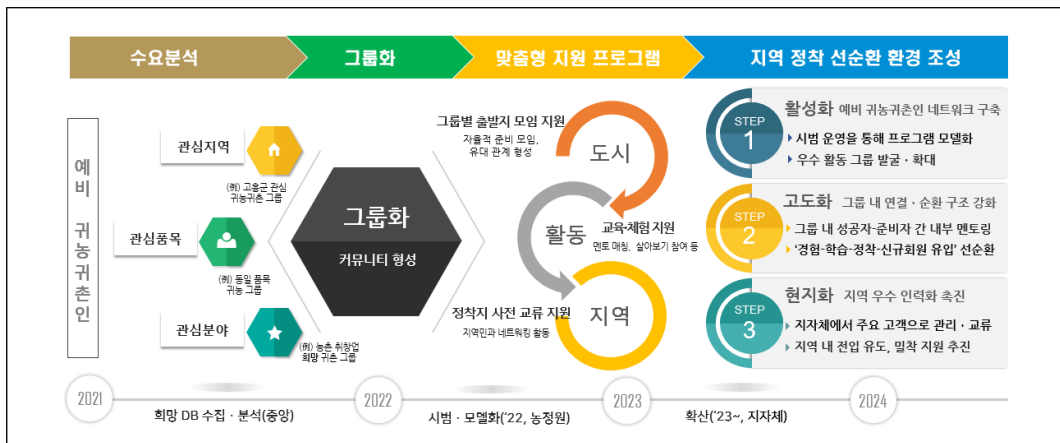 수요분석
그룹화
맞춤형 지원 프로그램
지역 정착 선순환 환경 조성
예비 귀농귀촌인
관심지역
(例) 고흥군 관심
귀농귀촌 그룹
관심품목
(例) 동일 품목
귀농 그룹
관심분야
(例) 농촌 취창업
희망 귀촌 그룹
그룹화
커뮤니티 형성
그룹별 출발지 모임 지원
자율적 준비 모임,
유대 관계 형성
도시
활동
교육·체험 지원
멘토 매칭, 살아보기 참여 등
정착지 사전 교류 지원
지역민과 네트워킹 활동
지역
STEP
1
활성화 예비 귀농귀촌인 네트워크 구축
시범 운영을 통해 프로그램 모델화
우수 활동 그룹 발굴·확대
STEP
2
고도화 그룹 내 연결·순환 구조 강화
그룹 내 성공자-준비자 간 내부 멘토링
'경험-학습-정착-신규회원 유입' 선순환
STEP
3
현지화 지역 우수 인력화 촉진
지자체에서 주요 고객으로 관리·교류
지역 내 전입 유도, 밀착 지원 추진
2021
희망 DB 수집·분석(중앙)
2022
시범·모델화('22, 농정원)
2023
확산('23~, 지자체)
2024